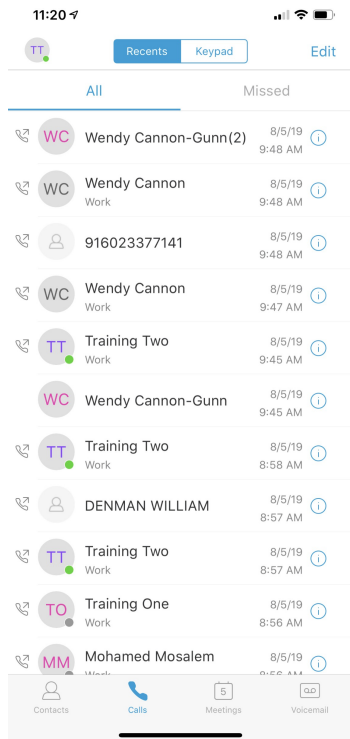 11:20
TT
Recents
Keypad
Edit
All
Missed
WC
Wendy Cannon-Gunn(2)
8/5/19
9:48 AM
WC
Wendy Cannon
Work
8/5/19
9:48 AM
916023377141
8/5/19
9:48 AM
WC
Wendy Cannon
Work
8/5/19
9:47 AM
TT
Training Two
Work
8/5/19
9:45 AM
WC
Wendy Cannon-Gunn
8/5/19
9:45 AM
TT
Training Two
Work
8/5/19
8:58 AM
DENMAN WILLIAM
8/5/19
8:57 AM
TT
Training Two
Work
8/5/19
8:57 AM
TO
Training One
Work
8/5/19
8:56 AM
MM
Mohamed Mosalem
Work
8/5/19
8:56 AM
Contacts
Calls
5
Meetings
Voicemail